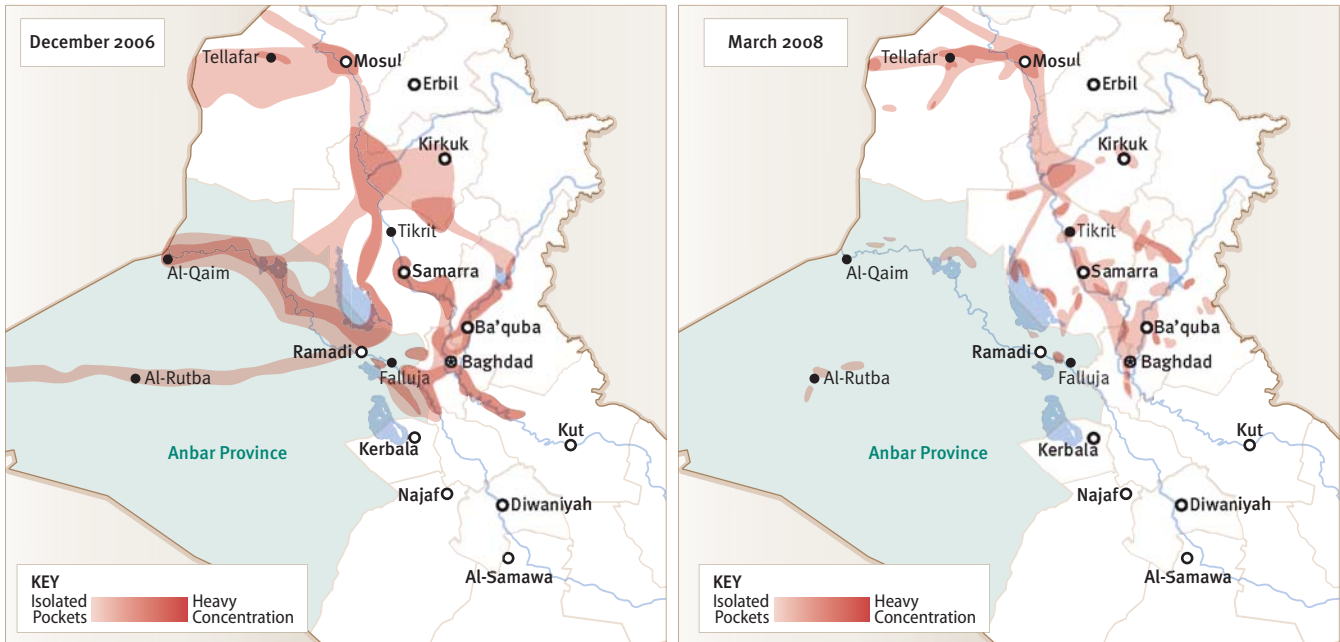 December 2006
Tellafar
Mosul
Erbil
Kirkuk
Tikrit
Al-Qaim
Samarra
Ba'quba
Ramadi
Baghdad
Falluja
Al-Rutba
Kut
Anbar Province
Kerbala
Najaf
Diwaniyah
Al-Samawa
KEY
Isolated Heavy
Pockets Concentration
March 2008
Tellafar
Mosul
Erbil
Kirkuk
Tikrit
Al-Qaim
Samarra
Ba'quba
Ramadi
Baghdad
Falluja
Al-Rutba
Kut
Anbar Province
Kerbala
Najaf
Diwaniyah
Al-Samawa
KEY
Isolated Heavy
Pockets Concentration